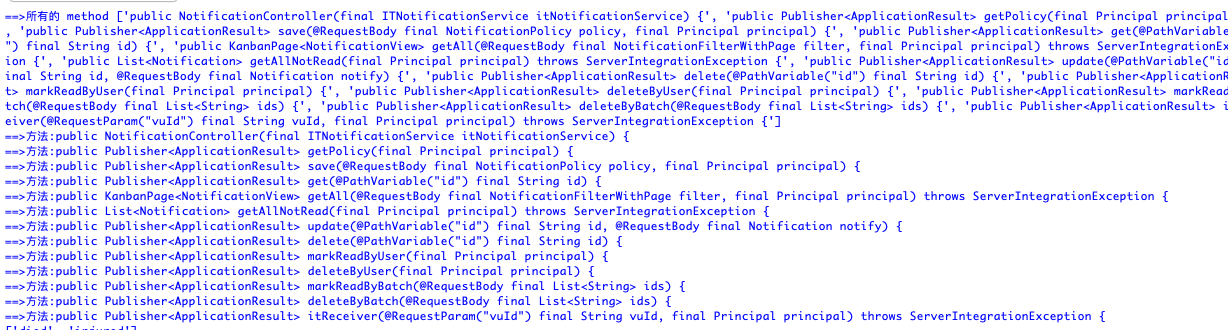 ==>所有的 method ['public NotificationController(final ITNotificationService itNotificationService) {', 'public Publisher<ApplicationResult> getPolicy(final Principal principal
, 'public Publisher<ApplicationResult> save(@RequestBody final NotificationPolicy policy, final Principal principal) {', 'public Publisher<ApplicationResult> get(@PathVariable
") final String id) {', 'public KanbanPage<NotificationView> getAll(@RequestBody final NotificationFilterWithPage filter, final Principal principal) throws ServerIntegrationEx
ion {', 'public List<Notification> getAllNotRead(final Principal principal) throws ServerIntegrationException {', 'public Publisher<ApplicationResult> update(@PathVariable("id
inal String id, @RequestBody final Notification notify) {', 'public Publisher<ApplicationResult> delete(@PathVariable("id") final String id) {', 'public Publisher<ApplicationR
t> markReadByUser(final Principal principal) {', 'public Publisher<ApplicationResult> deleteByUser(final Principal principal) {', 'public Publisher<ApplicationResult> markRead
tch(@RequestBody final List<String> ids) {', 'public Publisher<ApplicationResult> deleteByBatch(@RequestBody final List<String> ids) {', 'public Publisher<ApplicationResult> i
eiver(@RequestParam("vuId") final String vuId, final Principal principal) throws ServerIntegrationException {']
==>方法:public NotificationController(final ITNotificationService itNotificationService) {
==>方法:public Publisher<ApplicationResult> getPolicy(final Principal principal) {
==>方法:public Publisher<ApplicationResult> save(@RequestBody final NotificationPolicy policy, final Principal principal) {
==>方法:public Publisher<ApplicationResult> get(@PathVariable("id") final String id) {
==>方法:public KanbanPage<NotificationView> getAll(@RequestBody final NotificationFilterWithPage filter, final Principal principal) throws ServerIntegrationException {
==>方法:public List<Notification> getAllNotRead(final Principal principal) throws ServerIntegrationException {
==>方法:public Publisher<ApplicationResult> update(@PathVariable("id") final String id, @RequestBody final Notification notify) {
==>方法:public Publisher<ApplicationResult> delete(@PathVariable("id") final String id) {
==>方法:public Publisher<ApplicationResult> markReadByUser(final Principal principal) {
==>方法:public Publisher<ApplicationResult> deleteByUser(final Principal principal) {
==>方法:public Publisher<ApplicationResult> markReadByBatch(@RequestBody final List<String> ids) {
==>方法:public Publisher<ApplicationResult> deleteByBatch(@RequestBody final List<String> ids) {
==>方法:public Publisher<ApplicationResult> itReceiver(@RequestParam("vuId") final String vuId, final Principal principal) throws ServerIntegrationException {
['died', 'injured']